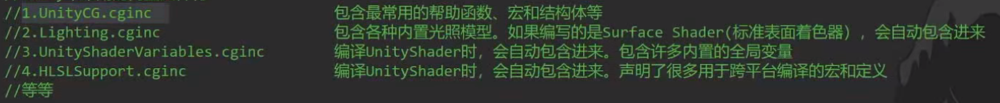 //1.UnityCG.cginc 包含最常用的帮助函数、宏和结构体等
//2.Lighting.cginc 包含各种内置光照模型。如果编写的是Surface Shader(标准表面着色器) ，会自动包含进来
//3.UnityShaderVariables.cginc 编译UnityShader时，会自动包含进来。包含许多内置的全局变量
//4.HLSLSupport.cginc 编译UnityShader时，会自动包含进来。声明了很多用于跨平台编译的宏和定义
//等等